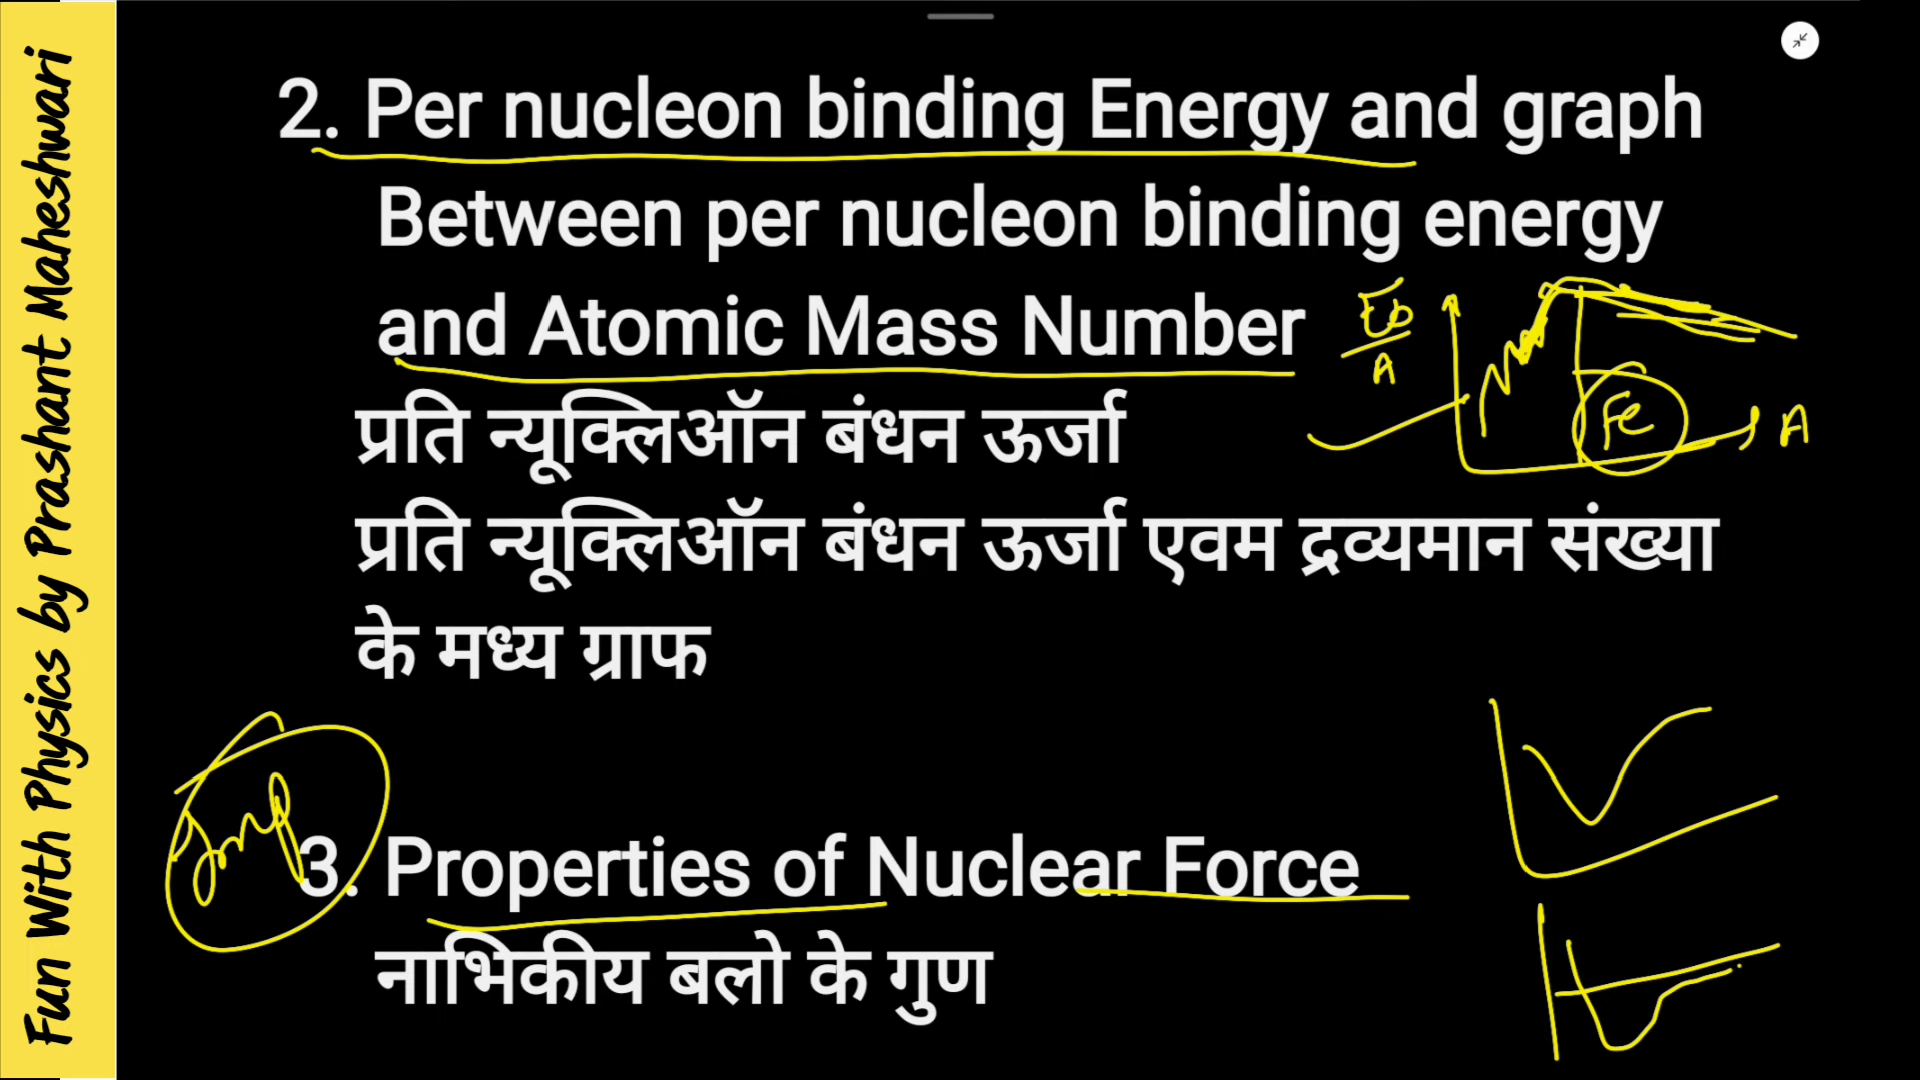 Fun With Physics by Prashant Maheshwari
2. Per nucleon binding Energy and graph
Between per nucleon binding energy
and Atomic Mass Number
Eb
A
Fe
A
प्रति न्यूक्लिऑन बंधन ऊर्जा
प्रति न्यूक्लिऑन बंधन ऊर्जा एवम द्रव्यमान संख्या
के मध्य ग्राफ
Imp
3. Properties of Nuclear Force
नाभिकीय बलो के गुण